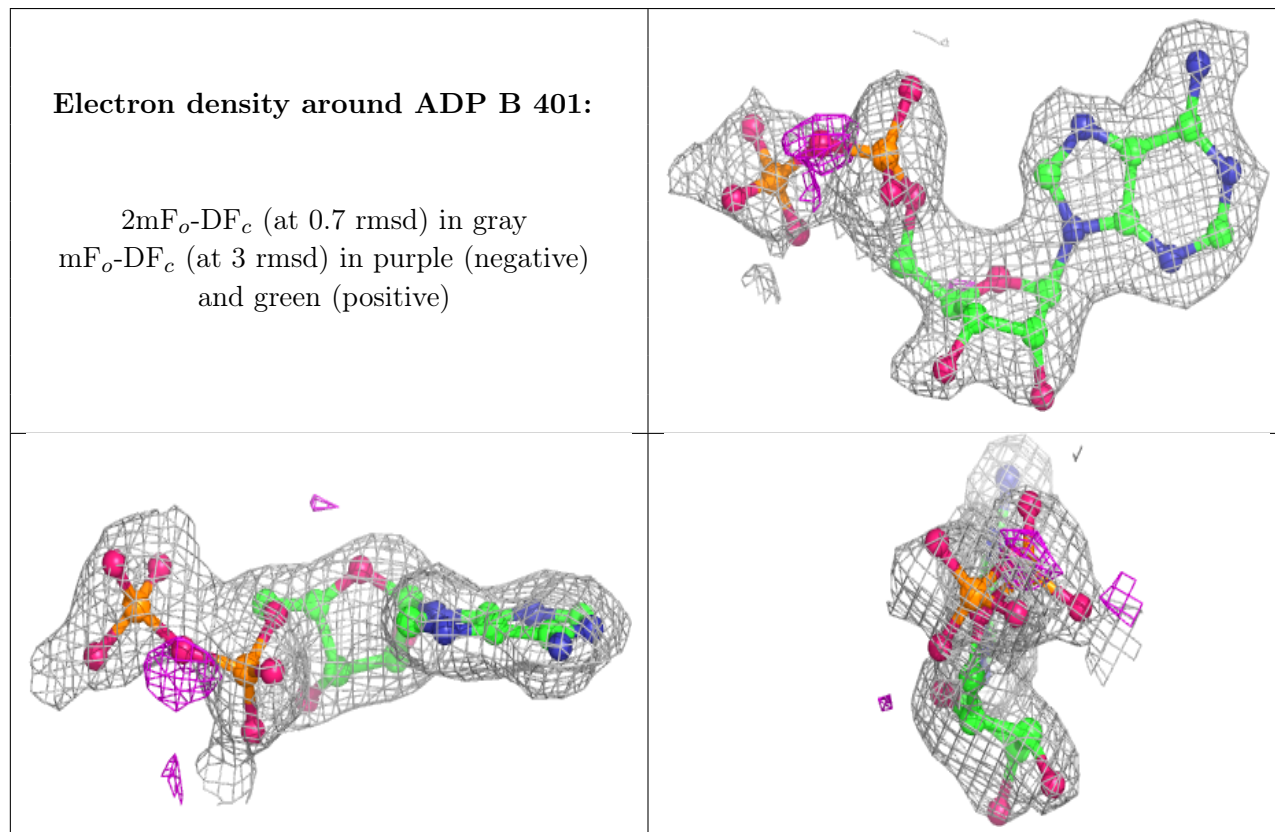 Electron density around ADP B 401:
2mFo-DFc (at 0.7 rmsd) in gray
mFo-DFc (at 3 rmsd) in purple (negative)
and green (positive)